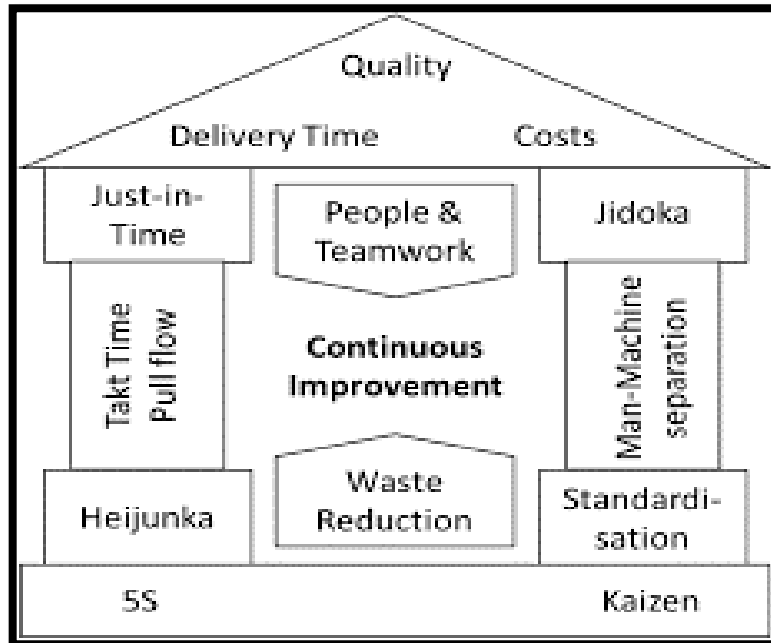 Quality
Delivery Time Costs
Just-in-
Time
People &
Teamwork
Jidoka
Takt Time
Pull flow
Continuous
Improvement
Man-Machine
separation
Heijunka
Waste
Reduction
Standardi-
sation
5S Kaizen